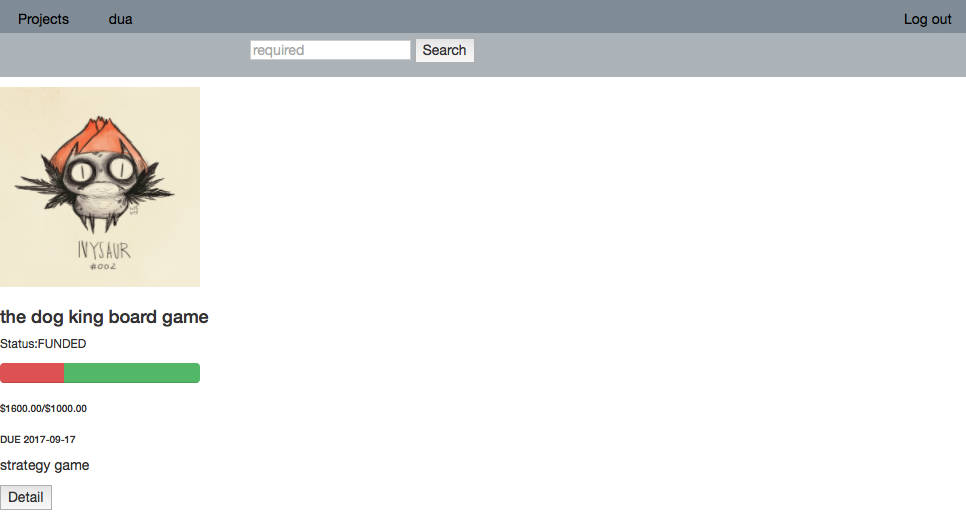 Projects dua Log out
required Search
IVYSAUR
#002
the dog king board game
Status:FUNDED
$1600.00/$1000.00
DUE 2017-09-17
strategy game
Detail